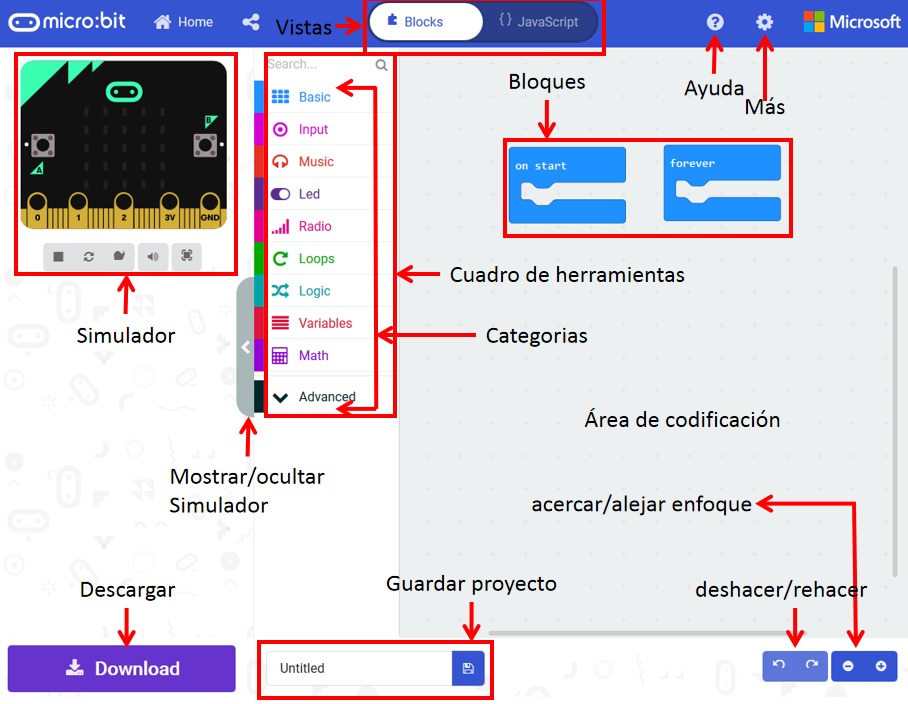 micro:bit
Home
Vistas
Blocks
{} JavaScript
Microsoft
Search...
Bloques
Ayuda
Más
Basic
Input
Music
Led
Radio
Loops
Logic
Variables
Math
Advanced
A
B
0 1 2 3V GND
on start
forever
Simulador
Cuadro de herramientas
Categorias
Área de codificación
Mostrar/ocultar
Simulador
acercar/alejar enfoque
Descargar
Guardar proyecto
deshacer/rehacer
Download
Untitled